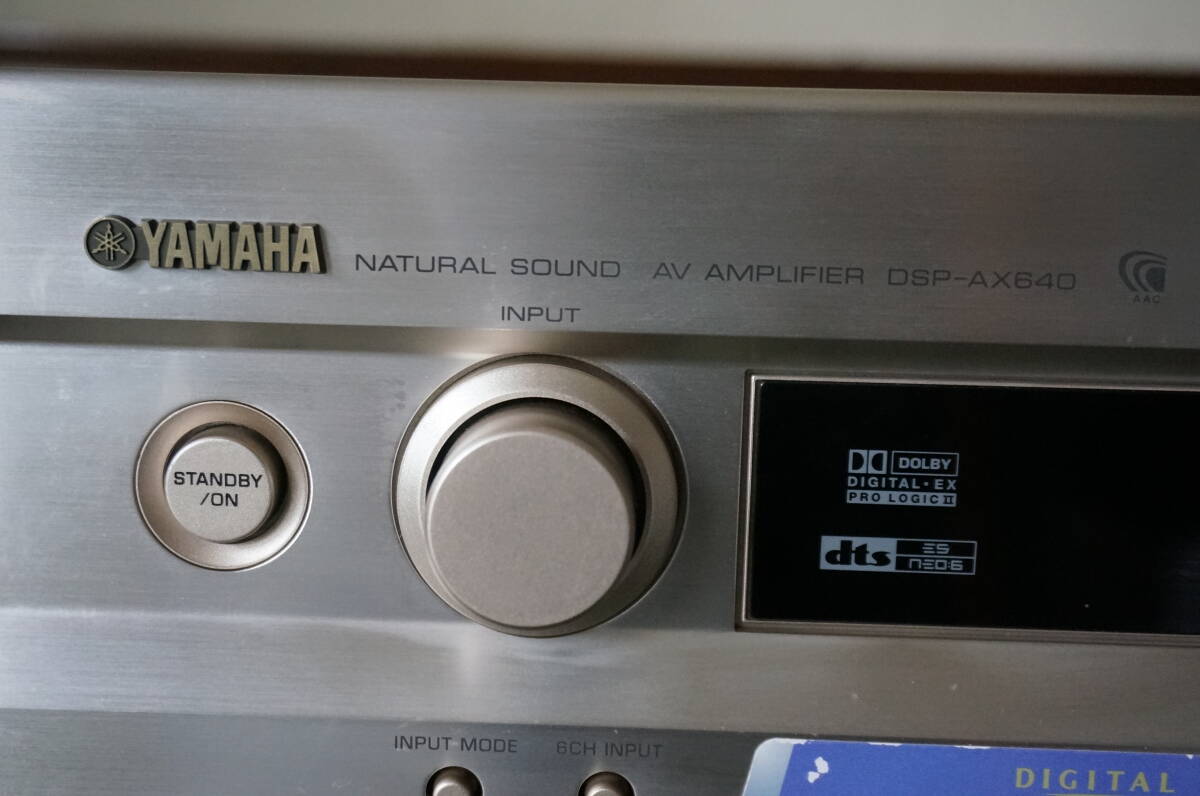 YAMAHA NATURAL SOUND AV AMPLIFIER DSP-AX640
AAC
INPUT
STANDBY
/ON
DOLBY
DIGITAL·EX
PRO LOGIC II
dts ES
NEO:6
INPUT MODE 6CH INPUT
DIGITAL